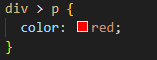 div > p {
  color: red;
}